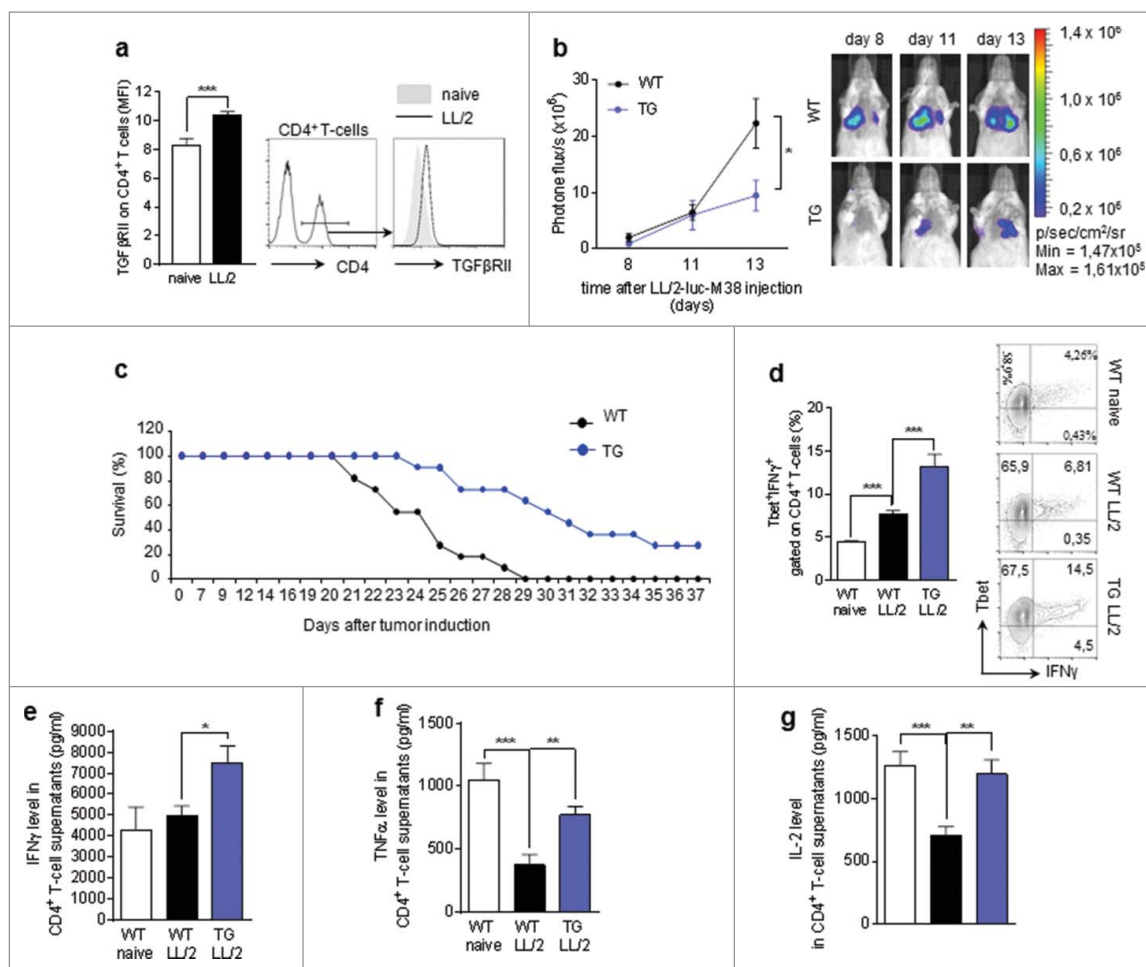 a
TGFβRII on CD4⁺ T cells (MFI)
12
10
8
6
4
2
0
***
naive LL/2
naive
LL/2
CD4⁺ T-cells
CD4
TGFβRII
b
Photone flux/s (x10⁶)
30
20
10
0
WT
TG
*
8 11 13
time after LL/2-luc-M38 injection
(days)
day 8 day 11 day 13
WT
TG
1,4 x 10⁶
1,0 x 10⁶
0,6 x 10⁶
0,2 x 10⁶
p/sec/cm²/sr
Min = 1,47x10⁵
Max = 1,61x10⁵
c
WT
TG
Survival (%)
120
100
80
60
40
20
0
0 7 9 12 14 16 19 20 21 22 23 24 25 26 27 28 29 30 31 32 33 34 35 36 37
Days after tumor induction
d
Tbet⁺IFNγ⁺
gated on CD4⁺ T-cells (%)
20
15
10
5
0
***
***
WT naive
WT LL/2
TG LL/2
58,9%
4,26%
0,43%
WT naive
65,9 6,81
0,35
WT LL/2
67,5 14,5
4,5
TG LL/2
Tbet
IFNγ
e
IFNγ level in
CD4⁺ T-cell supernatants (pg/ml)
9000
8000
7000
6000
5000
4000
3000
2000
1000
0
*
WT naive
WT LL/2
TG LL/2
f
TNFα level in
CD4⁺ T-cell supernatants (pg/ml)
1500
1000
500
0
*** **
WT naive
WT LL/2
TG LL/2
g
IL-2 level
in CD4⁺ T-cell supernatants (pg/ml)
1500
1000
500
0
*** **